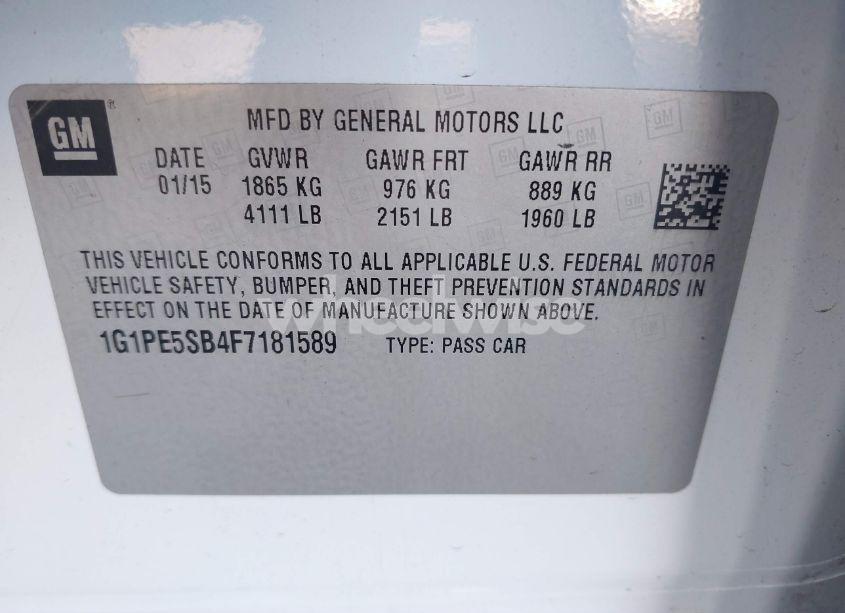 GM
MFD BY GENERAL MOTORS LLC
DATE GVWR GAWR FRT GAWR RR
01/15 1865 KG 976 KG 889 KG
4111 LB 2151 LB 1960 LB
THIS VEHICLE CONFORMS TO ALL APPLICABLE U.S. FEDERAL MOTOR
VEHICLE SAFETY, BUMPER, AND THEFT PREVENTION STANDARDS IN
EFFECT ON THE DATE OF MANUFACTURE SHOWN ABOVE.
wheelwise
1G1PE5SB4F7181589 TYPE: PASS CAR